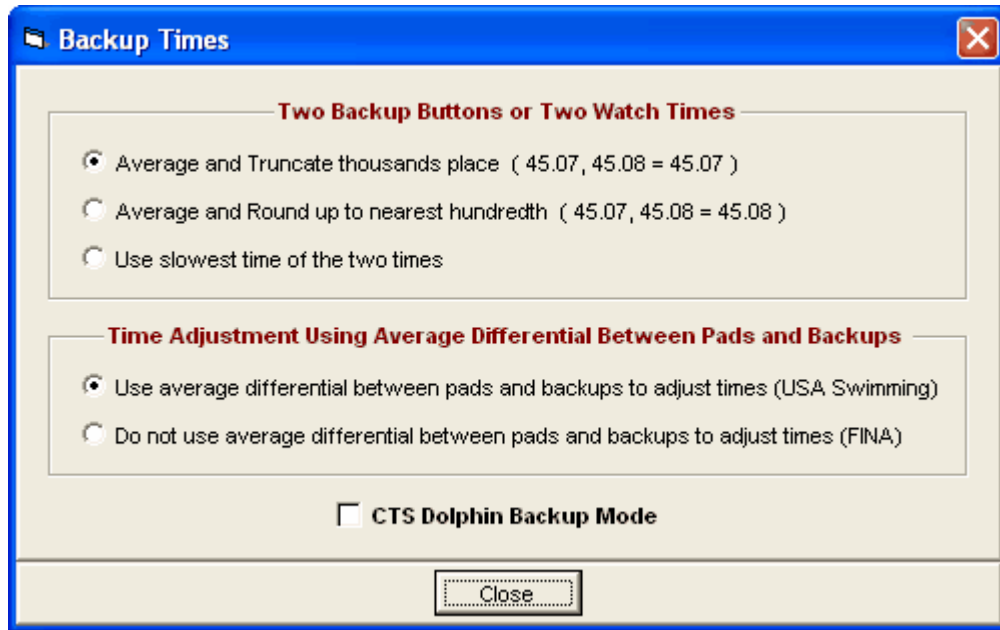 Backup Times
Two Backup Buttons or Two Watch Times
Average and Truncate thousands place ( 45.07, 45.08 = 45.07 )
Average and Round up to nearest hundredth ( 45.07, 45.08 = 45.08 )
Use slowest time of the two times
Time Adjustment Using Average Differential Between Pads and Backups
Use average differential between pads and backups to adjust times (USA Swimming)
Do not use average differential between pads and backups to adjust times (FINA)
CTS Dolphin Backup Mode
Close